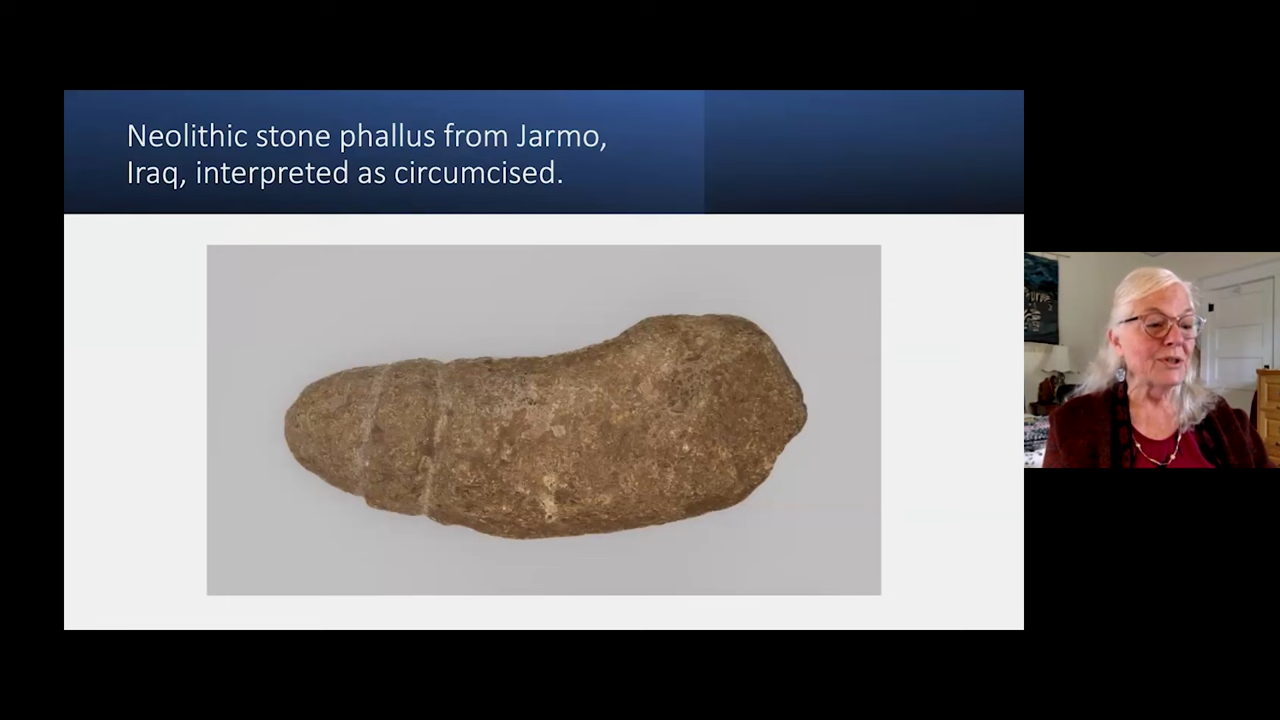 Neolithic stone phallus from Jarmo,
Iraq, interpreted as circumcised.